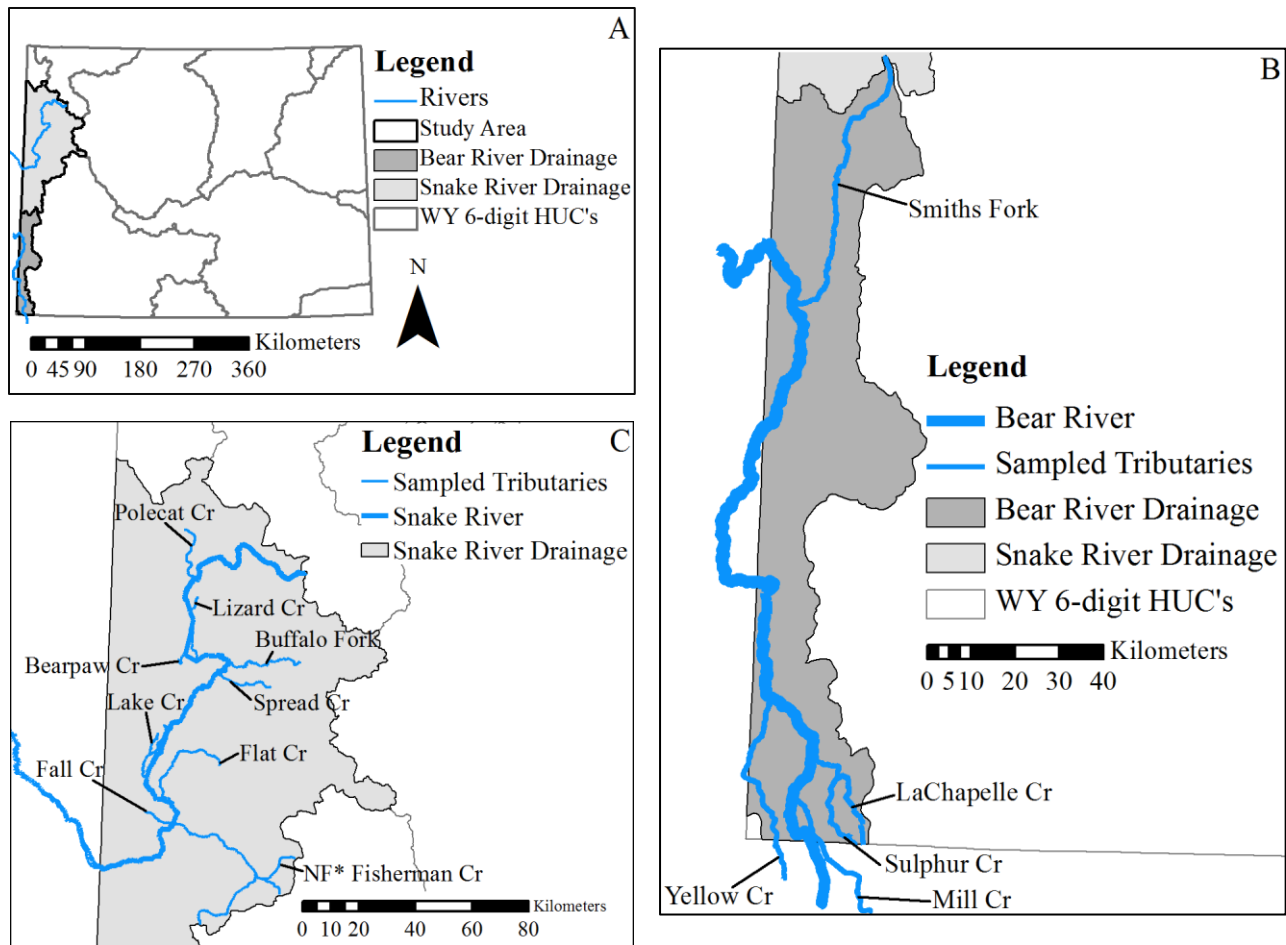 A
Legend
Rivers
Study Area
Bear River Drainage
Snake River Drainage
WY 6-digit HUC's
N
Kilometers
0 45 90 180 270 360
B
Smiths Fork
Legend
Bear River
Sampled Tributaries
Bear River Drainage
Snake River Drainage
WY 6-digit HUC's
Kilometers
0 5 10 20 30 40
LaChapelle Cr
Sulphur Cr
Yellow Cr
Mill Cr
C
Legend
Sampled Tributaries
Snake River
Snake River Drainage
Polecat Cr
Lizard Cr
Buffalo Fork
Bearpaw Cr
Spread Cr
Lake Cr
Flat Cr
Fall Cr
NF* Fisherman Cr
Kilometers
0 10 20 40 60 80